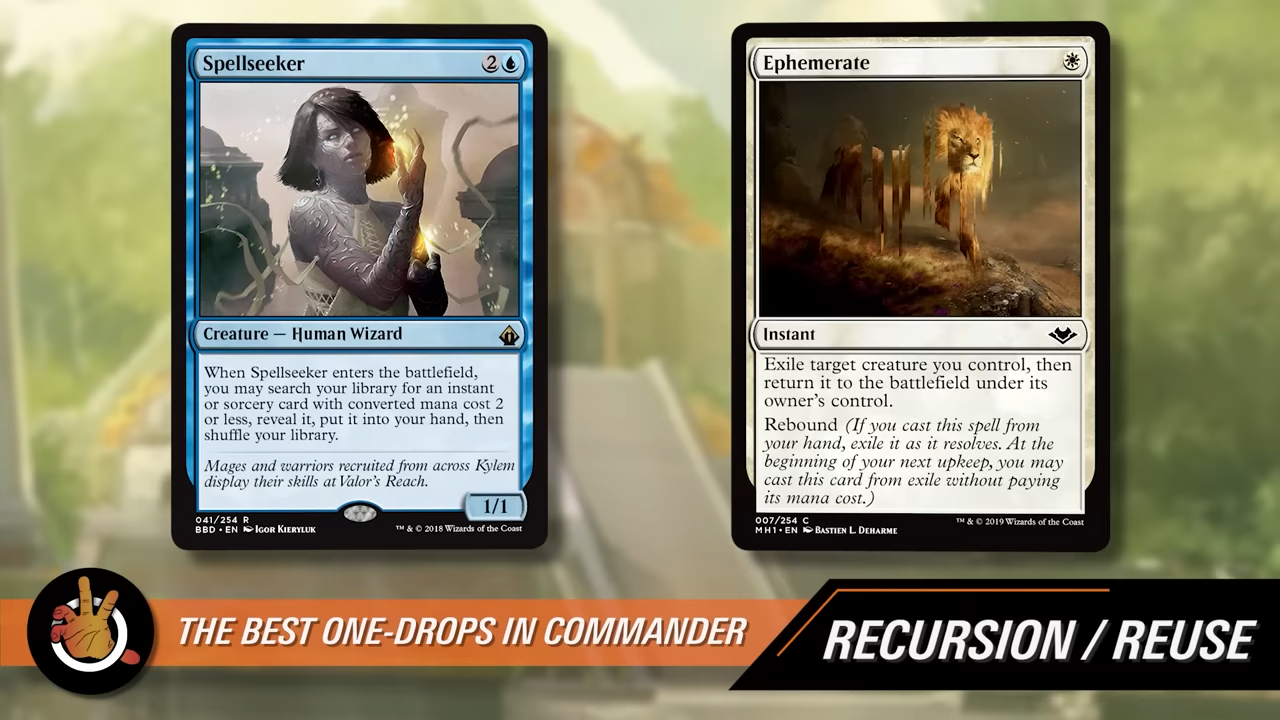 Spellseeker 2
Creature — Human Wizard
When Spellseeker enters the battlefield,
you may search your library for an instant
or sorcery card with converted mana cost 2
or less, reveal it, put it into your hand, then
shuffle your library.
Mages and warriors recruited from across Kylem
display their skills at Valor's Reach.
1/1
041/254 R
BBD • EN Igor Kieryluk
™ & © 2018 Wizards of the Coast
Ephemerate
Instant
Exile target creature you control, then
return it to the battlefield under its
owner's control.
Rebound (If you cast this spell from
your hand, exile it as it resolves. At the
beginning of your next upkeep, you may
cast this card from exile without paying
its mana cost.)
007/254 C
MH1 • EN Bastien L. Deharme
™ & © 2019 Wizards of the Coast
THE BEST ONE-DROPS IN COMMANDER
RECURSION / REUSE